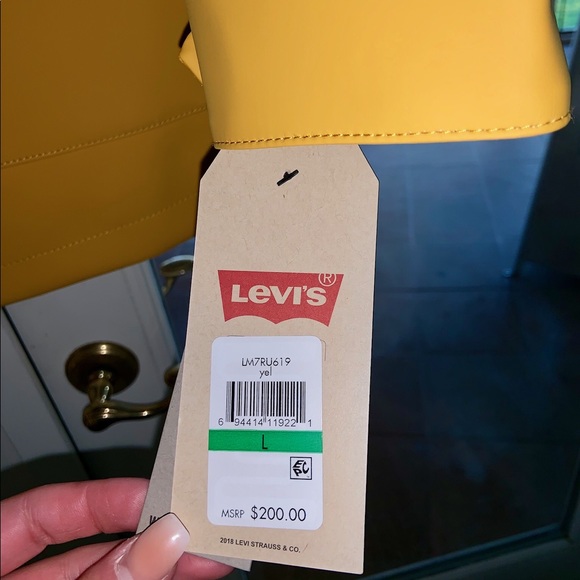 LEVI'S ®
LM7RU619
yel
6 94414 11922 1
L
MSRP $200.00
2018 LEVI STRAUSS & CO.